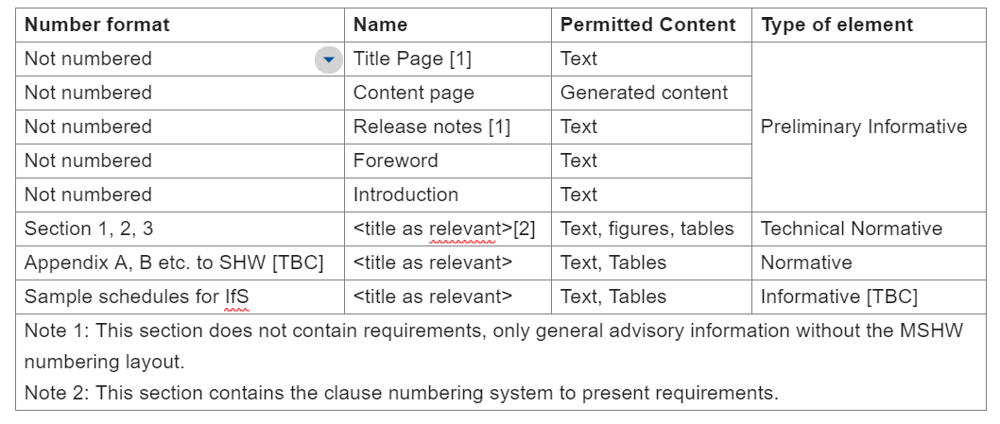 Number format Name Permitted Content Type of element
Not numbered Title Page [1] Text
Not numbered Content page Generated content
Not numbered Release notes [1] Text Preliminary Informative
Not numbered Foreword Text
Not numbered Introduction Text
Section 1, 2, 3 <title as relevant>[2] Text, figures, tables Technical Normative
Appendix A, B etc. to SHW [TBC] <title as relevant> Text, Tables Normative
Sample schedules for IfS <title as relevant> Text, Tables Informative [TBC]
Note 1: This section does not contain requirements, only general advisory information without the MSHW
numbering layout.
Note 2: This section contains the clause numbering system to present requirements.